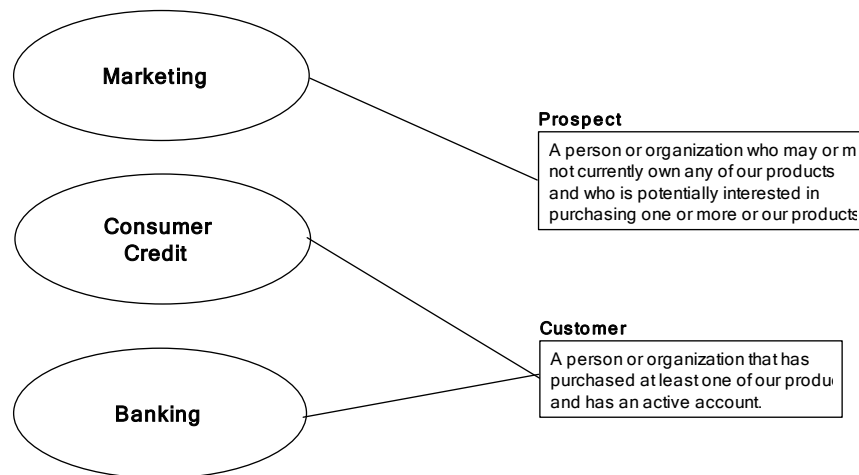 Marketing
Prospect
A person or organization who may or m
not currently own any of our products
and who is potentially interested in
purchasing one or more or our products
Consumer
Credit
Customer
A person or organization that has
purchased at least one of our produ
and has an active account.
Banking